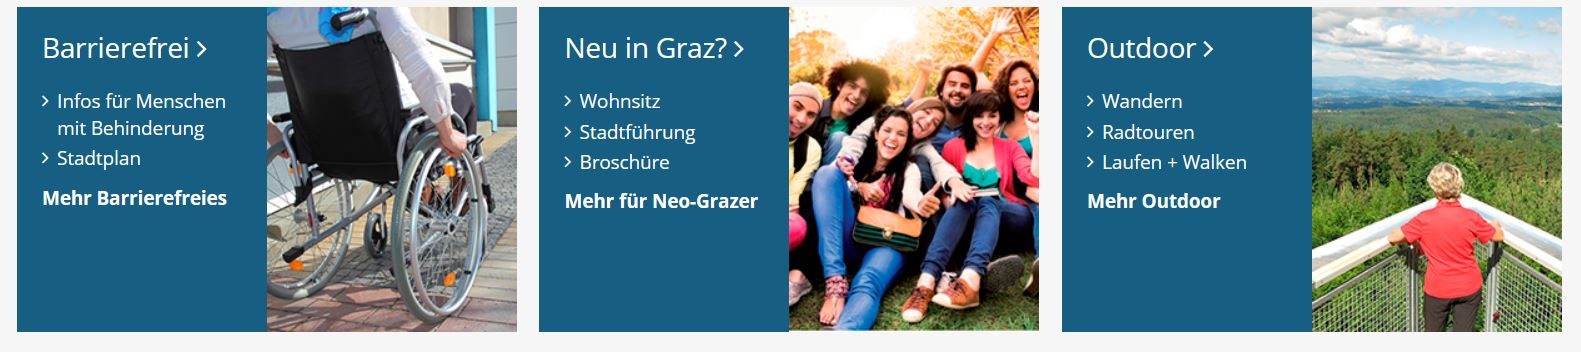 Barrierefrei >
> Infos für Menschen
mit Behinderung
> Stadtplan
Mehr Barrierefreies
Neu in Graz? >
> Wohnsitz
> Stadtführung
> Broschüre
Mehr für Neo-Grazer
Outdoor >
> Wandern
> Radtouren
> Laufen + Walken
Mehr Outdoor